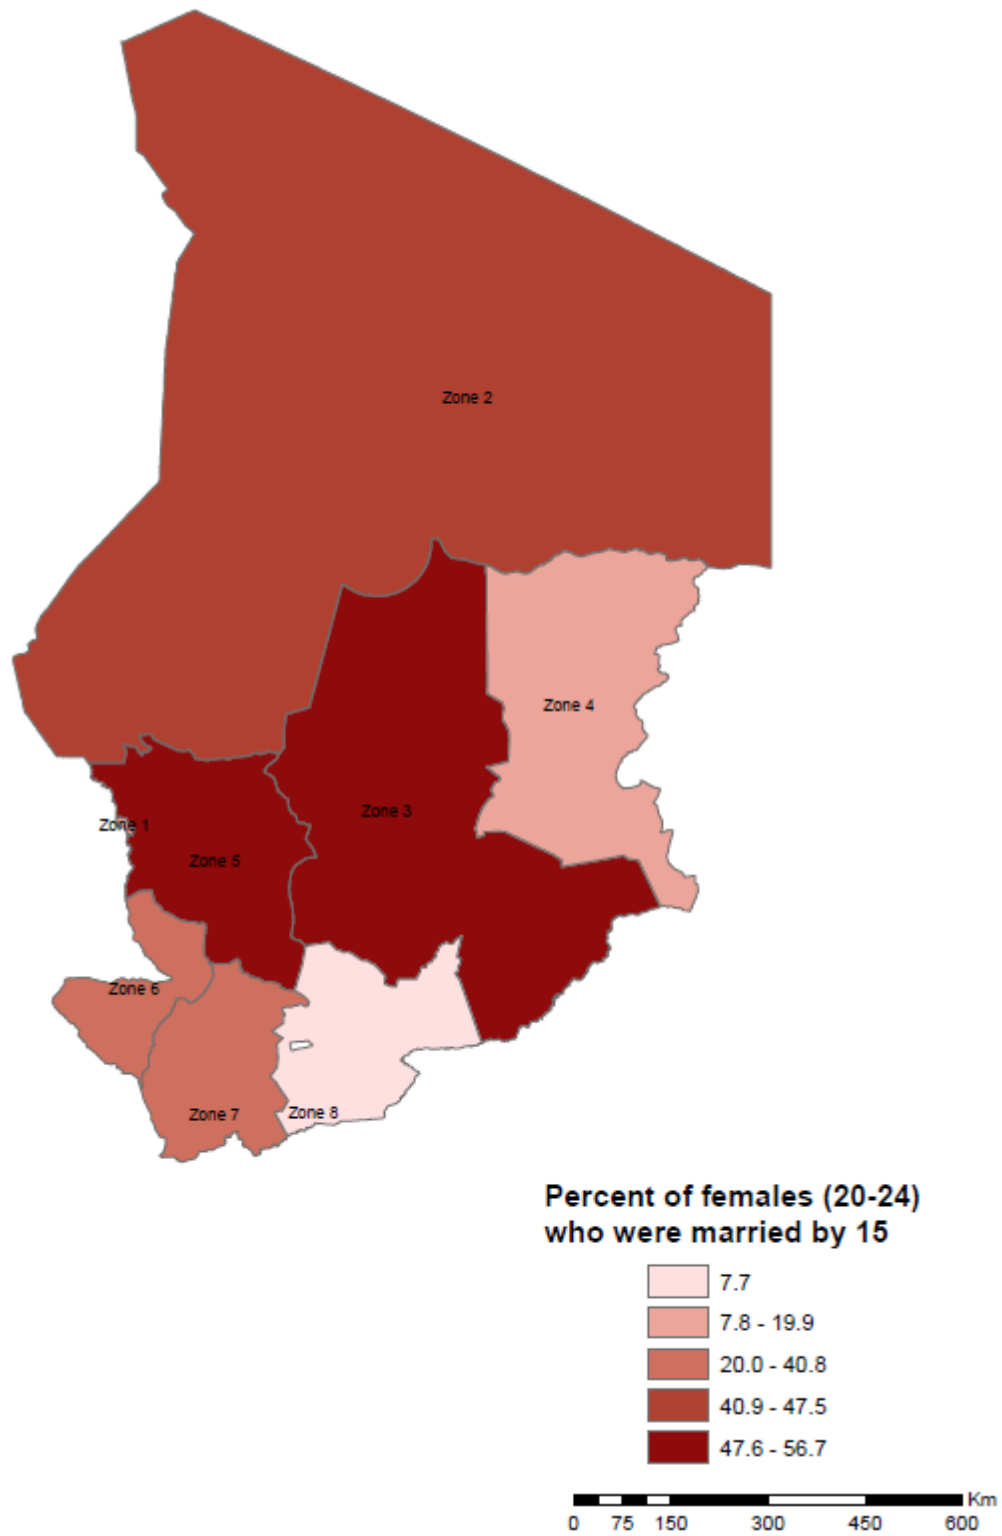 Zone 2
Zone 4
Zone 3
Zone 1
Zone 5
Zone 6
Zone 7
Zone 8
Percent of females (20-24)
who were married by 15
7.7
7.8 - 19.9
20.0 - 40.8
40.9 - 47.5
47.6 - 56.7
Km
0 75 150 300 450 600